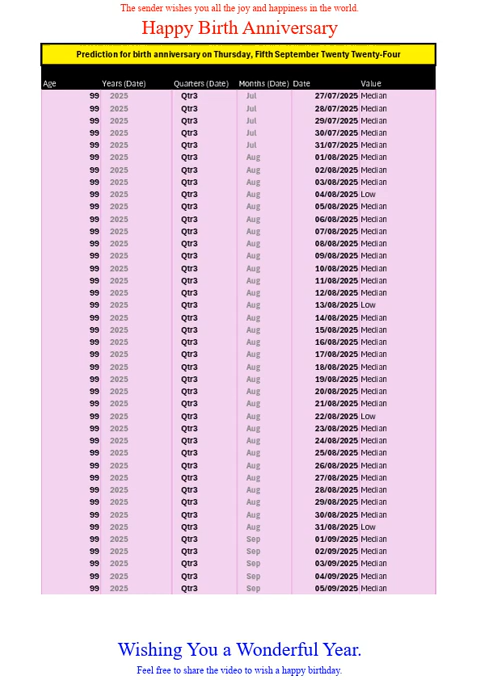 The sender wishes you all the joy and happiness in the world.
Happy Birth Anniversary
Prediction for birth anniversary on Thursday, Fifth September Twenty Twenty-Four
Age Years (Date) Quarters (Date) Months (Date) Date Value
99 2025 Qtr3 Jul 27/07/2025 Median
99 2025 Qtr3 Jul 28/07/2025 Median
99 2025 Qtr3 Jul 29/07/2025 Median
99 2025 Qtr3 Jul 30/07/2025 Median
99 2025 Qtr3 Jul 31/07/2025 Median
99 2025 Qtr3 Aug 01/08/2025 Median
99 2025 Qtr3 Aug 02/08/2025 Median
99 2025 Qtr3 Aug 03/08/2025 Median
99 2025 Qtr3 Aug 04/08/2025 Low
99 2025 Qtr3 Aug 05/08/2025 Median
99 2025 Qtr3 Aug 06/08/2025 Median
99 2025 Qtr3 Aug 07/08/2025 Median
99 2025 Qtr3 Aug 08/08/2025 Median
99 2025 Qtr3 Aug 09/08/2025 Median
99 2025 Qtr3 Aug 10/08/2025 Median
99 2025 Qtr3 Aug 11/08/2025 Median
99 2025 Qtr3 Aug 12/08/2025 Median
99 2025 Qtr3 Aug 13/08/2025 Low
99 2025 Qtr3 Aug 14/08/2025 Median
99 2025 Qtr3 Aug 15/08/2025 Median
99 2025 Qtr3 Aug 16/08/2025 Median
99 2025 Qtr3 Aug 17/08/2025 Median
99 2025 Qtr3 Aug 18/08/2025 Median
99 2025 Qtr3 Aug 19/08/2025 Median
99 2025 Qtr3 Aug 20/08/2025 Median
99 2025 Qtr3 Aug 21/08/2025 Median
99 2025 Qtr3 Aug 22/08/2025 Low
99 2025 Qtr3 Aug 23/08/2025 Median
99 2025 Qtr3 Aug 24/08/2025 Median
99 2025 Qtr3 Aug 25/08/2025 Median
99 2025 Qtr3 Aug 26/08/2025 Median
99 2025 Qtr3 Aug 27/08/2025 Median
99 2025 Qtr3 Aug 28/08/2025 Median
99 2025 Qtr3 Aug 29/08/2025 Median
99 2025 Qtr3 Aug 30/08/2025 Median
99 2025 Qtr3 Aug 31/08/2025 Low
99 2025 Qtr3 Sep 01/09/2025 Median
99 2025 Qtr3 Sep 02/09/2025 Median
99 2025 Qtr3 Sep 03/09/2025 Median
99 2025 Qtr3 Sep 04/09/2025 Median
99 2025 Qtr3 Sep 05/09/2025 Median
Wishing You a Wonderful Year.
Feel free to share the video to wish a happy birthday.